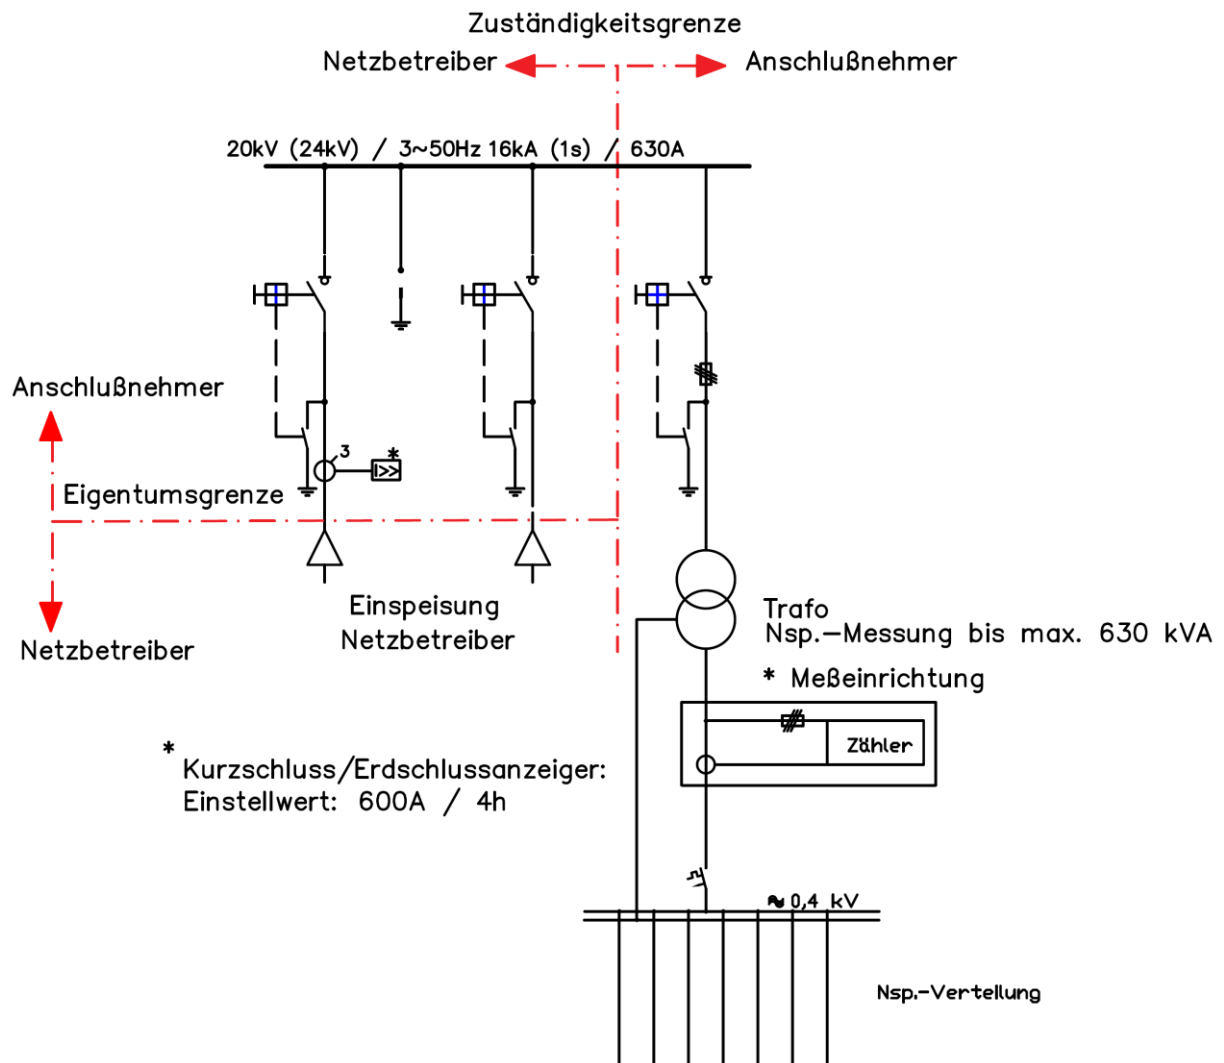 Zuständigkeitsgrenze
Netzbetreiber
Anschlußnehmer
20kV (24kV) / 3~50Hz 16kA (1s) / 630A
Anschlußnehmer
3
*
I>>
Eigentumsgrenze
Einspeisung
Netzbetreiber
Netzbetreiber
Trafo
Nsp.-Messung bis max. 630 kVA
* Meßeinrichtung
Zähler
*
Kurzschluss/Erdschlussanzeiger:
Einstellwert: 600A / 4h
≈ 0,4 kV
Nsp.-Verteilung